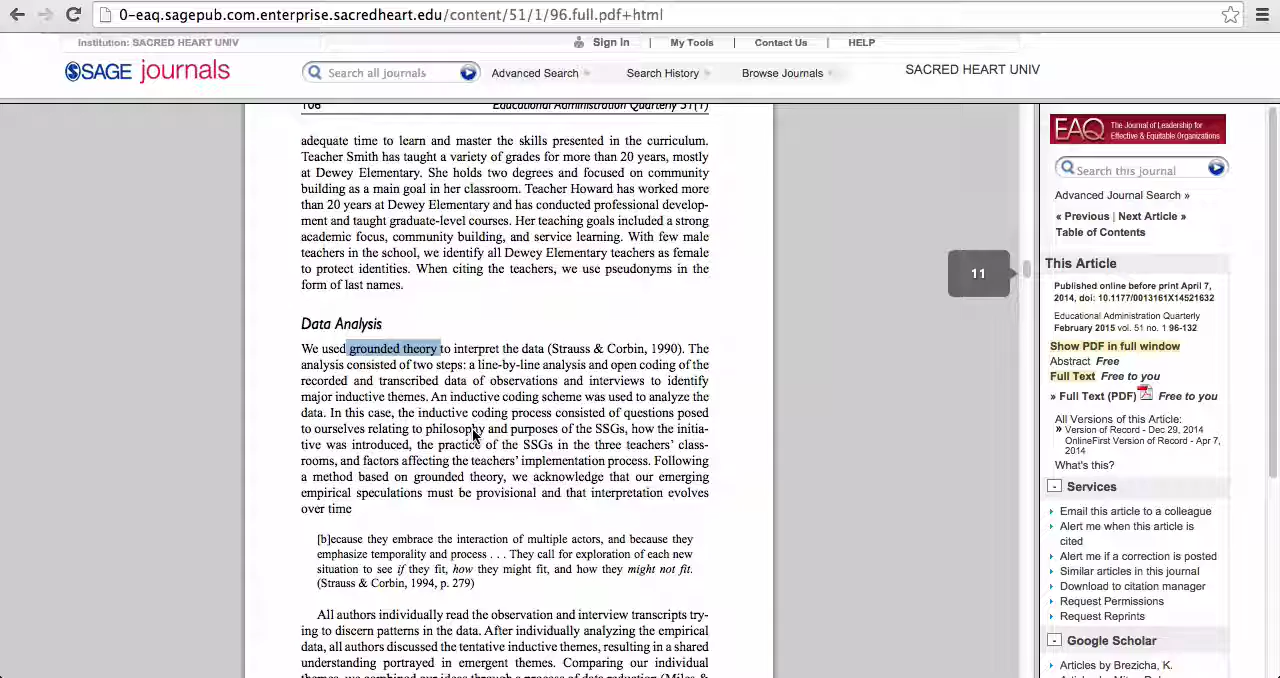 0-eaq.sagepub.com.enterprise.sacredheart.edu/content/51/1/96.full.pdf+html
Institution: SACRED HEART UNIV
Sign In | My Tools | Contact Us | HELP
SAGE journals
Search all journals
Advanced Search
Search History
Browse Journals
SACRED HEART UNIV
106 Educational Administration Quarterly 51(1)
adequate time to learn and master the skills presented in the curriculum.
Teacher Smith has taught a variety of grades for more than 20 years, mostly
at Dewey Elementary. She holds two degrees and focused on community
building as a main goal in her classroom. Teacher Howard has worked more
than 20 years at Dewey Elementary and has conducted professional develop-
ment and taught graduate-level courses. Her teaching goals included a strong
academic focus, community building, and service learning. With few male
teachers in the school, we identify all Dewey Elementary teachers as female
to protect identities. When citing the teachers, we use pseudonyms in the
form of last names.
Data Analysis
We used grounded theory to interpret the data (Strauss & Corbin, 1990). The
analysis consisted of two steps: a line-by-line analysis and open coding of the
recorded and transcribed data of observations and interviews to identify
major inductive themes. An inductive coding scheme was used to analyze the
data. In this case, the inductive coding process consisted of questions posed
to ourselves relating to philosophy and purposes of the SSGs, how the initia-
tive was introduced, the practice of the SSGs in the three teachers' class-
rooms, and factors affecting the teachers' implementation process. Following
a method based on grounded theory, we acknowledge that our emerging
empirical speculations must be provisional and that interpretation evolves
over time
[b]ecause they embrace the interaction of multiple actors, and because they
emphasize temporality and process . . . They call for exploration of each new
situation to see if they fit, how they might fit, and how they might not fit.
(Strauss & Corbin, 1994, p. 279)
All authors individually read the observation and interview transcripts try-
ing to discern patterns in the data. After individually analyzing the empirical
data, all authors discussed the tentative inductive themes, resulting in a shared
understanding portrayed in emergent themes. Comparing our individual
themes, we combined our ideas through a process of data reduction (Miles &
11
EAQ The Journal of Leadership for
Effective & Equitable Organizations
Search this journal
Advanced Journal Search »
« Previous | Next Article »
Table of Contents
This Article
Published online before print April 7,
2014, doi: 10.1177/0013161X14521632
Educational Administration Quarterly
February 2015 vol. 51 no. 1 96-132
Show PDF in full window
Abstract Free
Full Text Free to you
» Full Text (PDF) Free to you
All Versions of this Article:
» Version of Record - Dec 29, 2014
OnlineFirst Version of Record - Apr 7,
2014
What's this?
- Services
Email this article to a colleague
Alert me when this article is
cited
Alert me if a correction is posted
Similar articles in this journal
Download to citation manager
Request Permissions
Request Reprints
- Google Scholar
Articles by Brezicha, K.